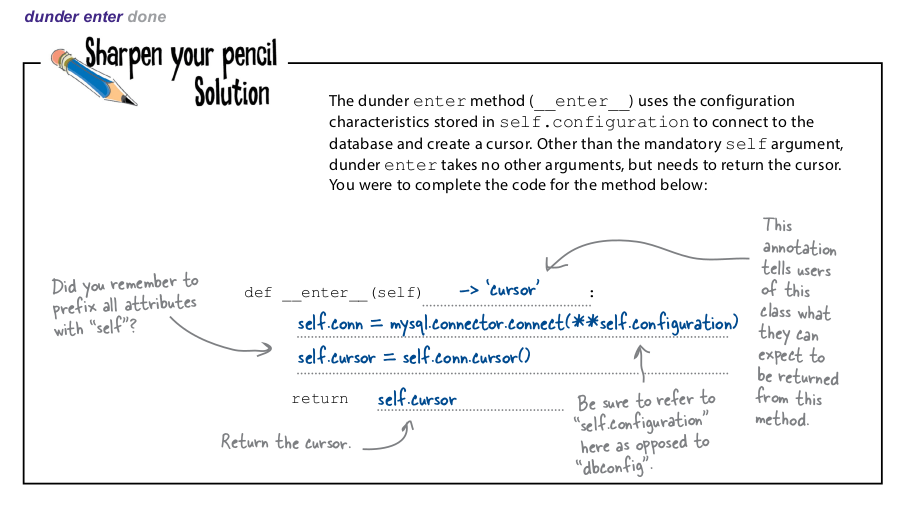 dunder enter done
Sharpen your pencil
Solution
The dunder enter method (__enter__) uses the configuration
characteristics stored in self.configuration to connect to the
database and create a cursor. Other than the mandatory self argument,
dunder enter takes no other arguments, but needs to return the cursor.
You were to complete the code for the method below:
This
annotation
tells users
of this
class what
they can
expect to
be returned
from this
method.
Did you remember to
prefix all attributes
with “self”?
def __enter__(self) -> ‘cursor’ :
self.conn = mysql.connector.connect(**self.configuration)
self.cursor = self.conn.cursor()
return self.cursor
Return the cursor.
Be sure to refer to
“self.configuration”
here as opposed to
“dbconfig”.